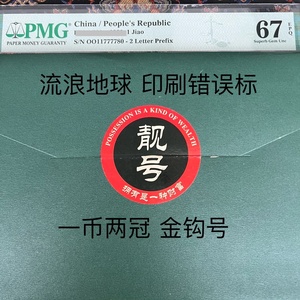 PMG
PAPER MONEY GUARANTY
China / People's Republic
1 Jiao
S/N OO11777780 - 2 Letter Prefix
67 EPQ
Superb Gem Unc
流浪地球 印刷错误标
POSSESSION IS A KIND OF WEALTH
靓号
拥有是一种财富
一币两冠 金钩号